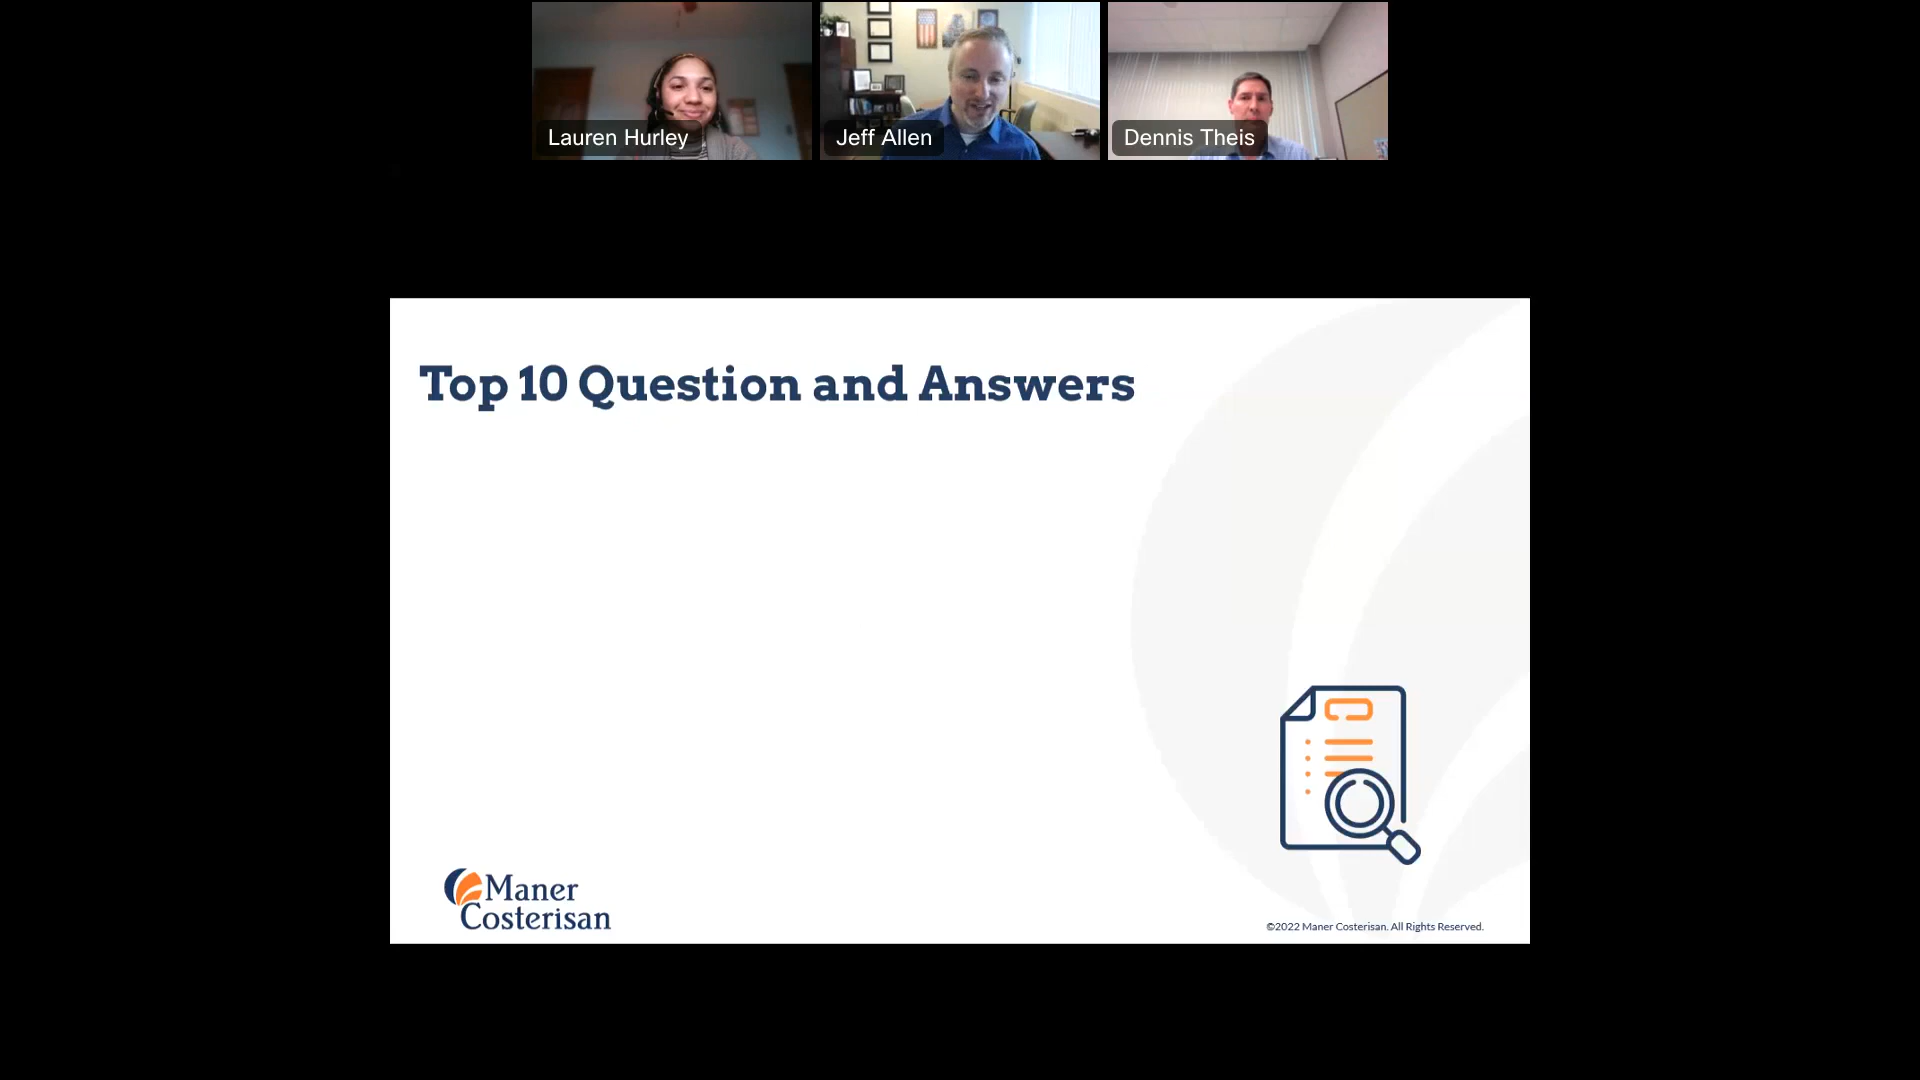 Lauren Hurley
Jeff Allen
Dennis Theis
Top 10 Question and Answers
Maner
Costerisan
©2022 Maner Costerisan. All Rights Reserved.